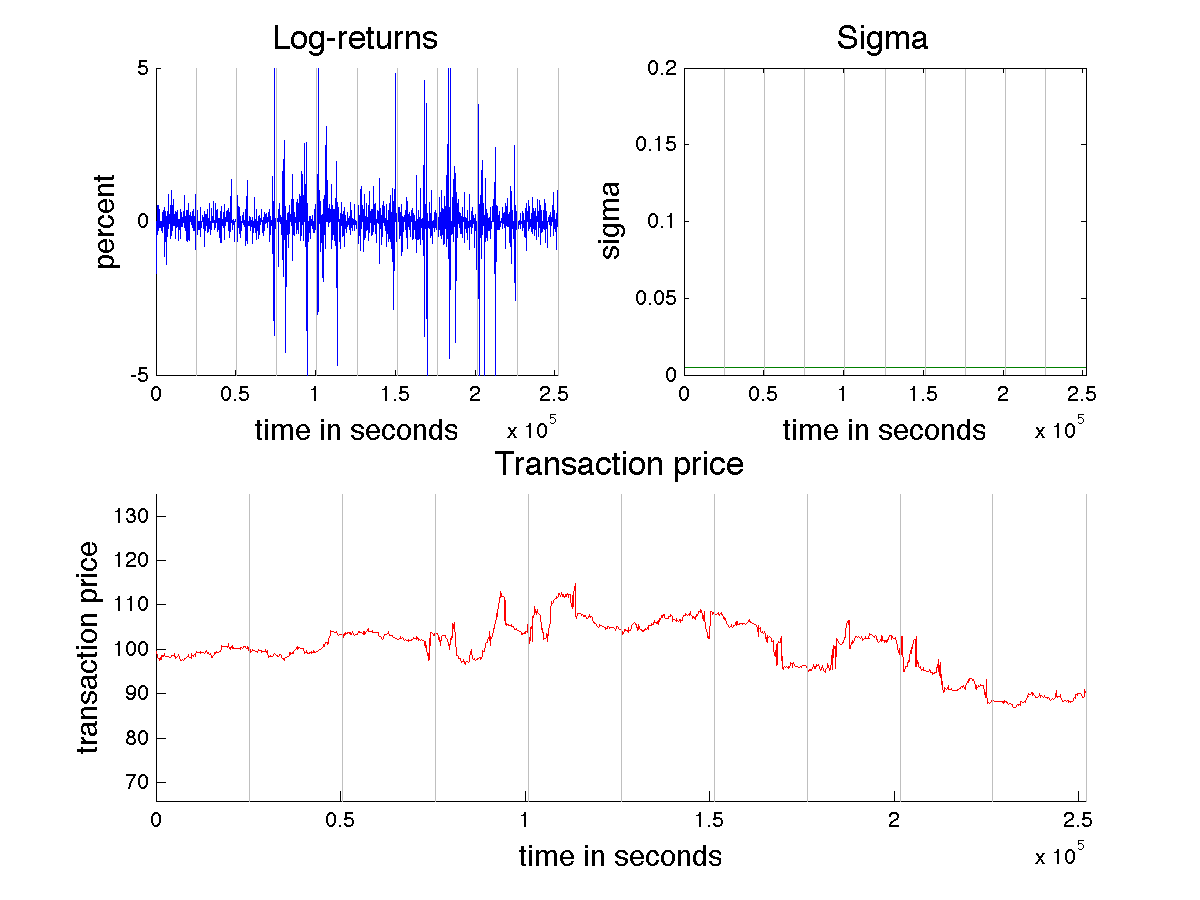 Log-returns
5
0
-5
percent
0 0.5 1 1.5 2 2.5
time in seconds
x 10^5
Sigma
0.2
0.15
0.1
0.05
0
sigma
0 0.5 1 1.5 2 2.5
time in seconds
x 10^5
Transaction price
130
120
110
100
90
80
70
transaction price
0 0.5 1 1.5 2 2.5
time in seconds
x 10^5